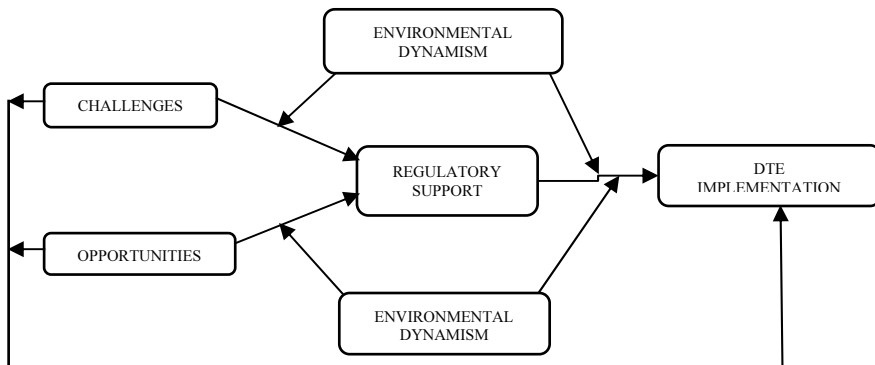 ENVIRONMENTAL
DYNAMISM
CHALLENGES
REGULATORY
SUPPORT
DTE
IMPLEMENTATION
OPPORTUNITIES
ENVIRONMENTAL
DYNAMISM